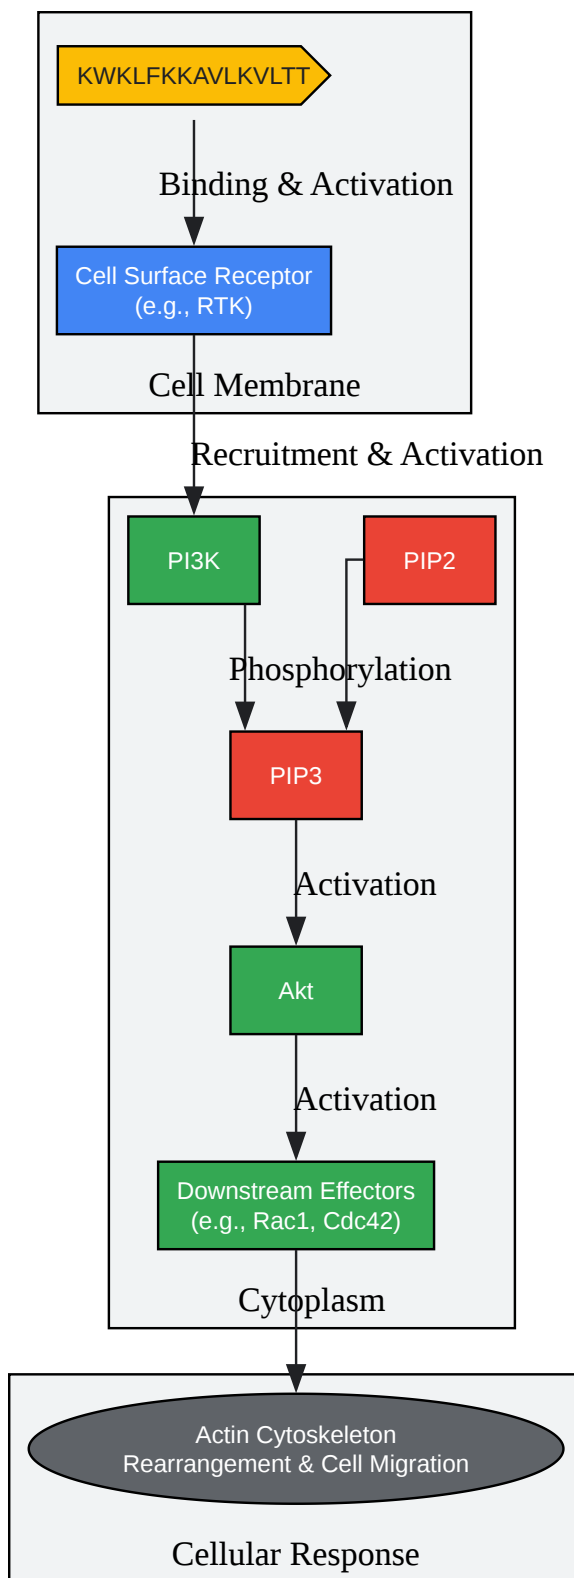 KWKLFKKAVLKVLTT
Binding & Activation
Cell Surface Receptor
(e.g., RTK)
Cell Membrane
Recruitment & Activation
PI3K
PIP2
Phosphorylation
PIP3
Activation
Akt
Activation
Downstream Effectors
(e.g., Rac1, Cdc42)
Cytoplasm
Actin Cytoskeleton
Rearrangement & Cell Migration
Cellular Response